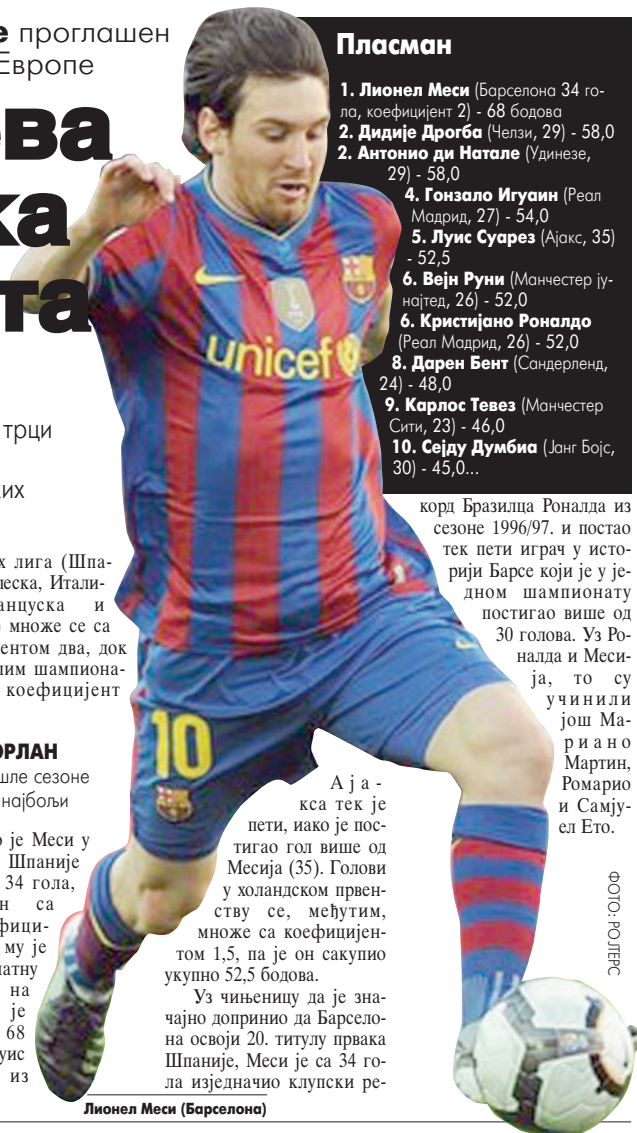 е проглашен
Европе
ева
ка
та
трци
ких
х лига (Шпа-
леска, Итали-
анцуска и
) множе се са
ентом два, док
лим шампиона-
коефицијент
ОРЛАН
шле сезоне
најбољи
о је Меси у
Шпаније
34 гола,
н са
фици-
му је
латну
на
је
68
уис
из
Пласман
1. Лионел Меси (Барселона 34 го-
ла, коефицијент 2) - 68 бодова
2. Дидије Дрогба (Челзи, 29) - 58,0
2. Антонио ди Натале (Удинезе,
29) - 58,0
4. Гонзало Игуаин (Реал
Мадрид, 27) - 54,0
5. Луис Суарез (Ајакс, 35)
- 52,5
6. Вејн Руни (Манчестер ју-
најтед, 26) - 52,0
6. Кристијано Роналдо
(Реал Мадрид, 26) - 52,0
8. Дарен Бент (Сандерленд,
24) - 48,0
9. Карлос Тевез (Манчестер
Сити, 23) - 46,0
10. Сејду Думбиа (Јанг Бојс,
30) - 45,0...
unicef
10
Аја-
кса тек је
пети, иако је пос-
тигао гол више од
Месија (35). Голови
у холандском првен-
ству се, међутим,
множе са коефицијен-
том 1,5, па је он сакупио
укупно 52,5 бодова.
Уз чињеницу да је зна-
чајно допринио да Барсело-
на освоји 20. титулу првака
Шпаније, Меси је са 34 го-
ла изједначио клупски ре-
корд Бразилца Роналда из
сезоне 1996/97. и постао
тек пети играч у исто-
рији Барсе који је у је-
дном шампионату
постигао више од
30 голова. Уз Ро-
налда и Меси-
ја, то су
учинили
још Ма-
риано
Мартин,
Ромарио
и Самју-
ел Ето.
ФОТО: РОЈТЕРС
Лионел Меси (Барселона)